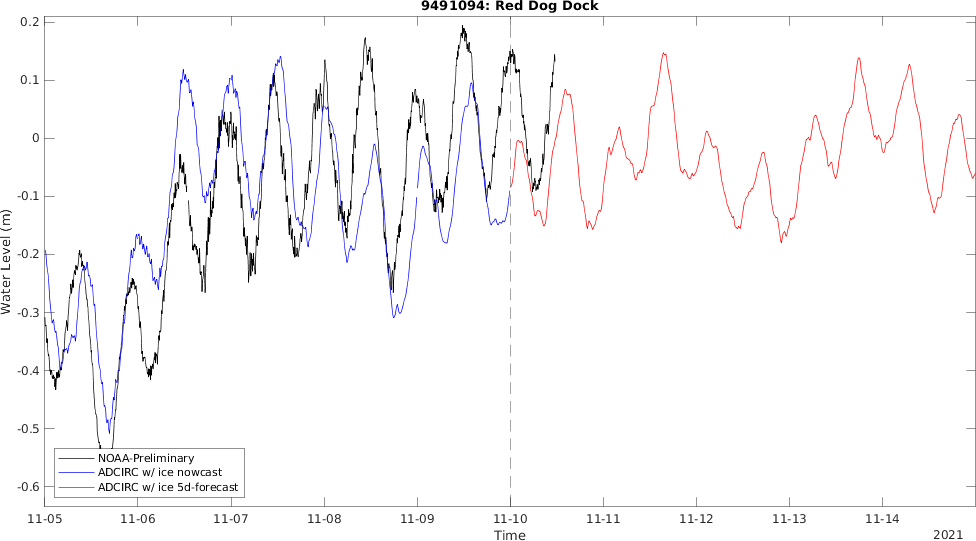 9491094: Red Dog Dock
0.2
0.1
0
-0.1
-0.2
-0.3
-0.4
-0.5
-0.6
Water Level (m)
NOAA-Preliminary
ADCIRC w/ ice nowcast
ADCIRC w/ ice 5d-forecast
11-05 11-06 11-07 11-08 11-09 11-10 11-11 11-12 11-13 11-14
Time
2021